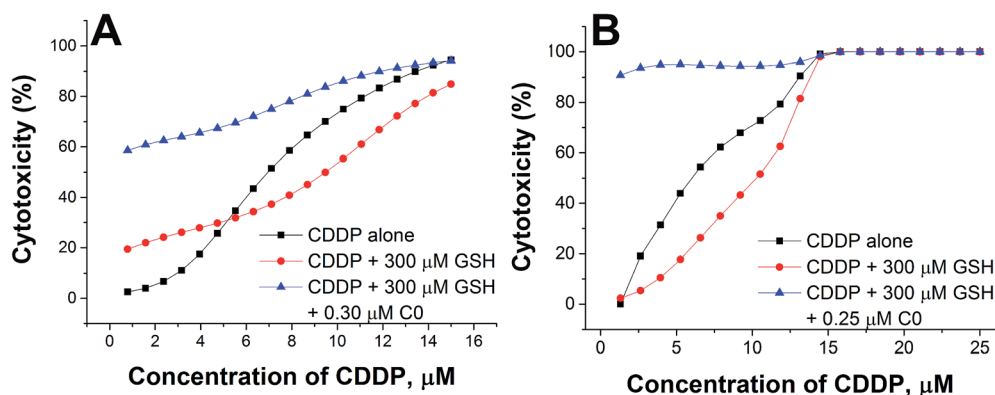 A
Cytotoxicity (%)
100
80
60
40
20
0
CDDP alone
CDDP + 300 μM GSH
CDDP + 300 μM GSH
+ 0.30 μM C0
0 2 4 6 8 10 12 14 16
Concentration of CDDP, μM
B
Cytotoxicity (%)
100
80
60
40
20
0
CDDP alone
CDDP + 300 μM GSH
CDDP + 300 μM GSH
+ 0.25 μM C0
0 5 10 15 20 25
Concentration of CDDP, μM